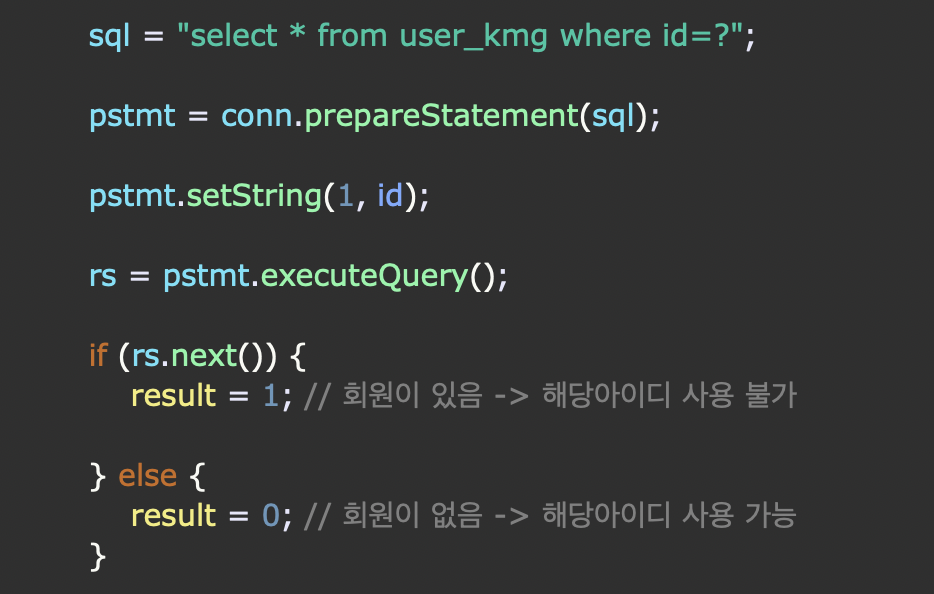 sql = "select * from user_kmg where id=?";
pstmt = conn.prepareStatement(sql);
pstmt.setString(1, id);
rs = pstmt.executeQuery();
if (rs.next()) {
result = 1; // 회원이 있음 -> 해당아이디 사용 불가
} else {
result = 0; // 회원이 없음 -> 해당아이디 사용 가능
}